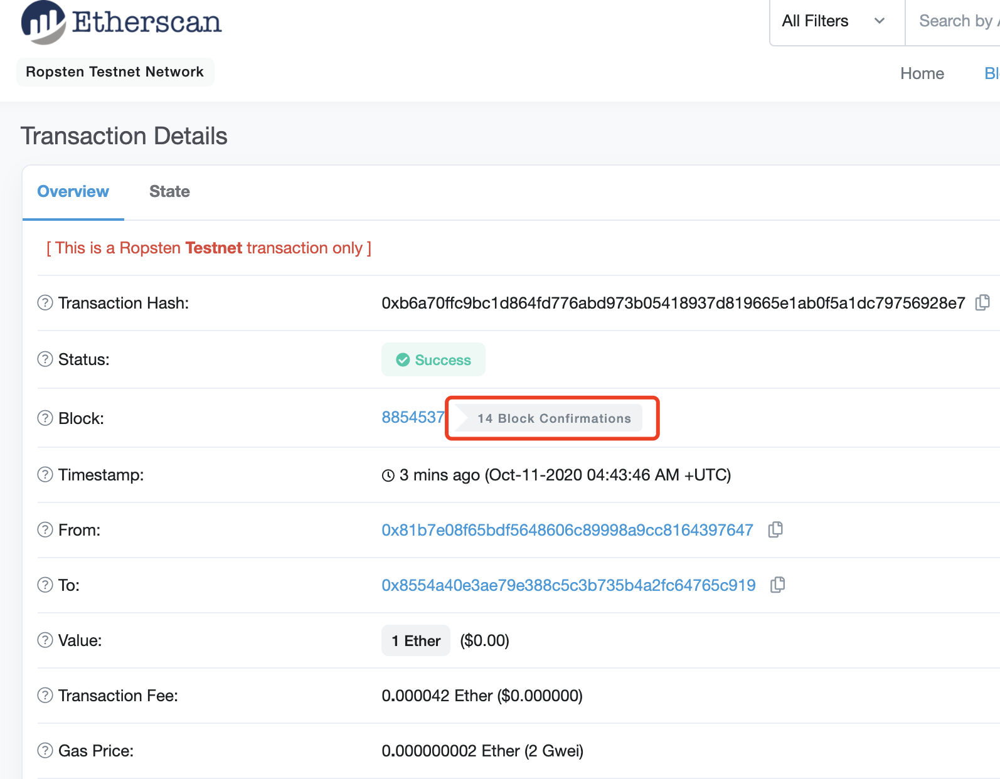 Etherscan
All Filters
Search by
Ropsten Testnet Network
Home
Bl
Transaction Details
Overview State
[ This is a Ropsten Testnet transaction only ]
Transaction Hash: 0xb6a70ffc9bc1d864fd776abd973b05418937d819665e1ab0f5a1dc79756928e7
Status: Success
Block: 8854537 14 Block Confirmations
Timestamp: 3 mins ago (Oct-11-2020 04:43:46 AM +UTC)
From: 0x81b7e08f65bdf5648606c89998a9cc8164397647
To: 0x8554a40e3ae79e388c5c3b735b4a2fc64765c919
Value: 1 Ether ($0.00)
Transaction Fee: 0.000042 Ether ($0.000000)
Gas Price: 0.000000002 Ether (2 Gwei)